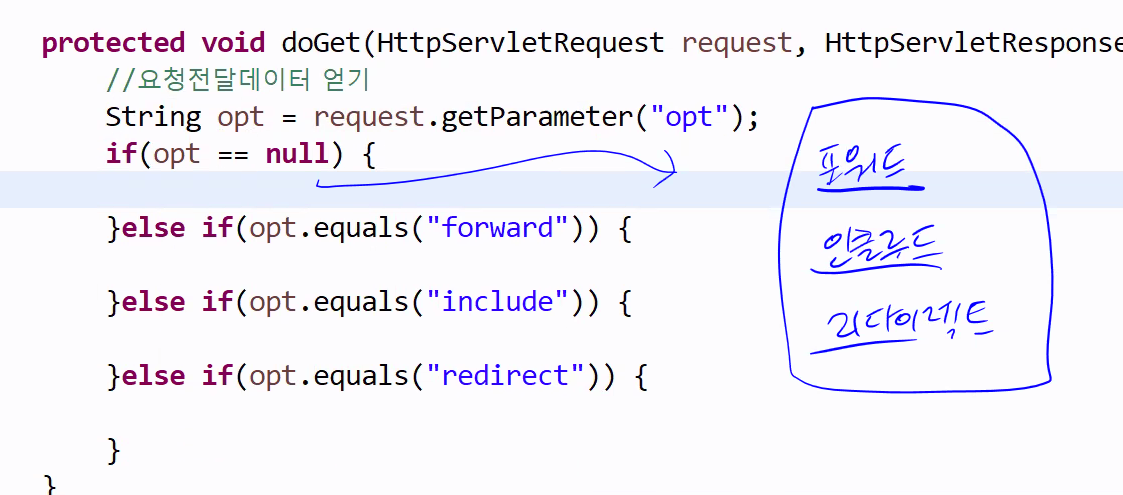 protected void doGet(HttpServletRequest request, HttpServletResponse
//요청전달데이터 얻기
String opt = request.getParameter("opt");
if(opt == null) {
}else if(opt.equals("forward")) {
}else if(opt.equals("include")) {
}else if(opt.equals("redirect")) {
}
}
포워드
인클루드
리다이렉트